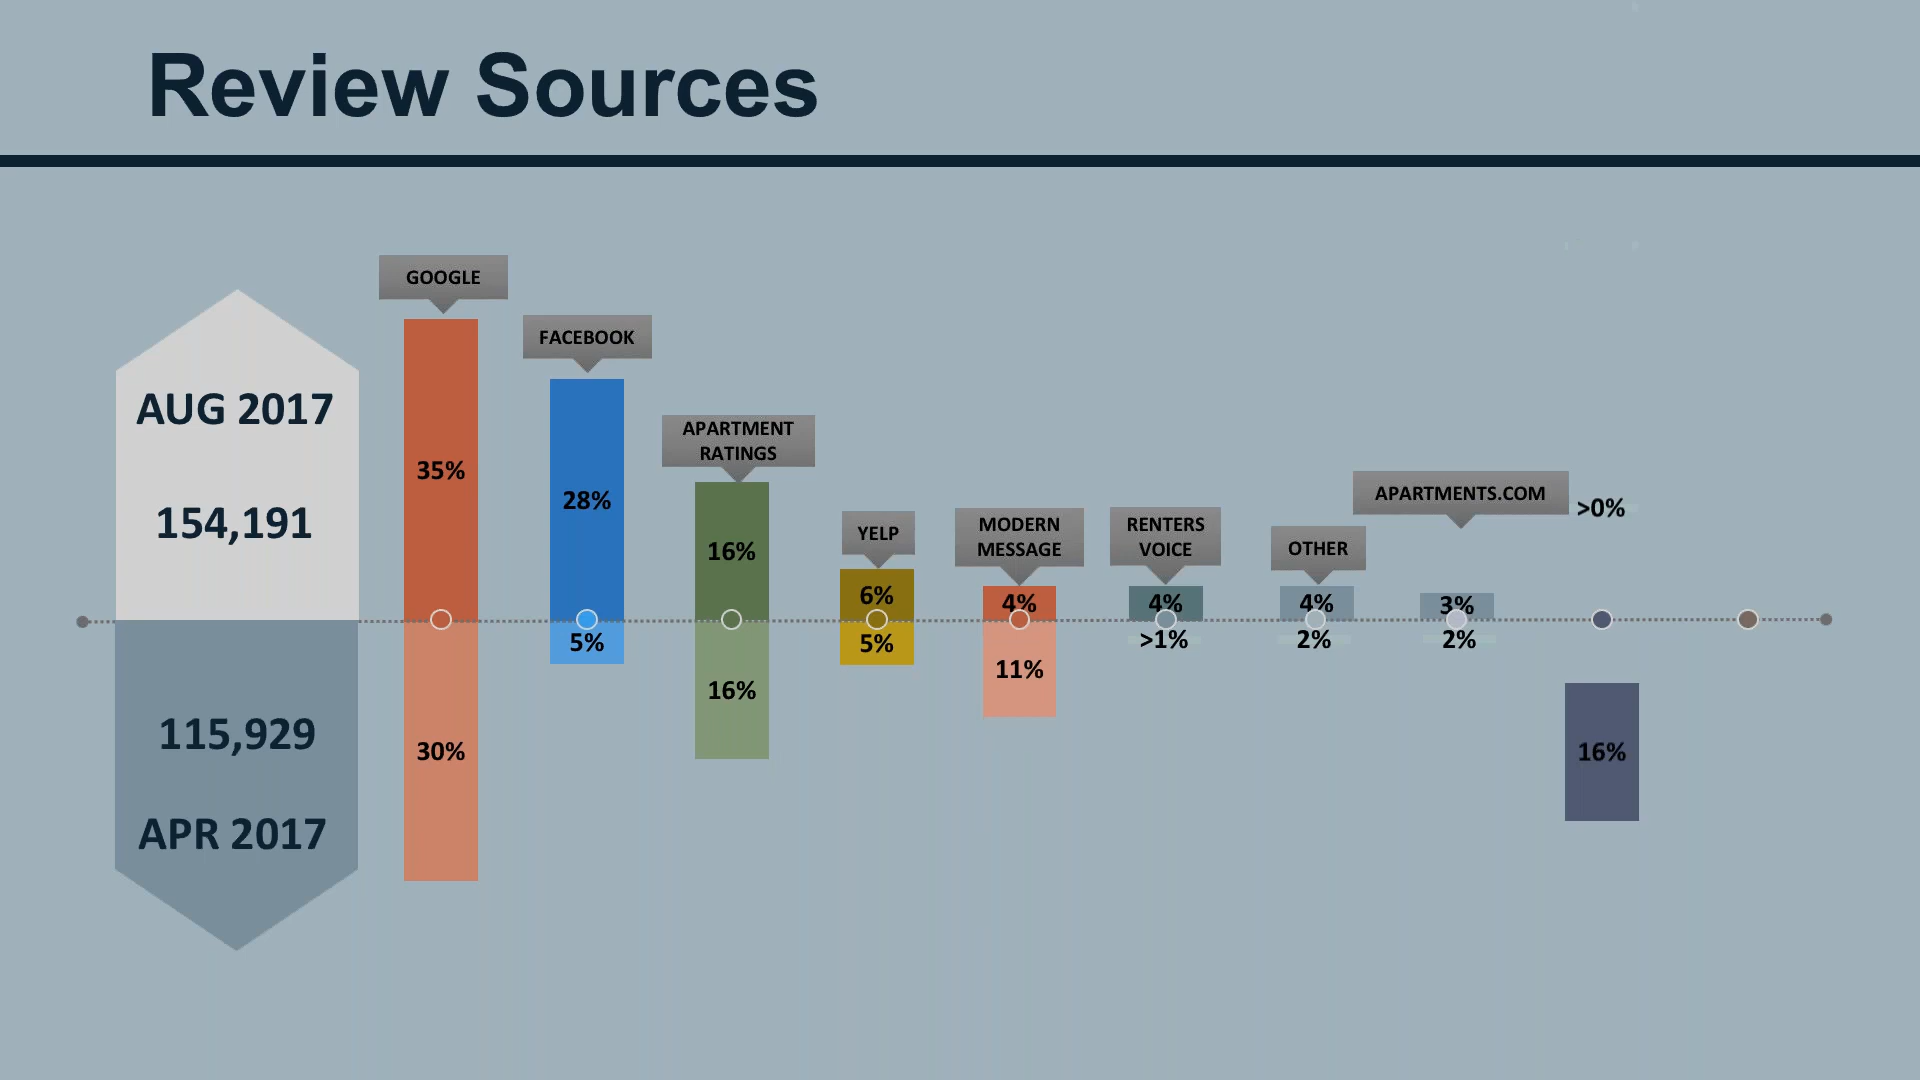 Review Sources
AUG 2017
154,191
115,929
APR 2017
GOOGLE
35%
30%
FACEBOOK
28%
5%
APARTMENT
RATINGS
16%
16%
YELP
6%
5%
MODERN
MESSAGE
4%
11%
RENTERS
VOICE
4%
>1%
OTHER
4%
2%
APARTMENTS.COM
3%
2%
>0%
16%